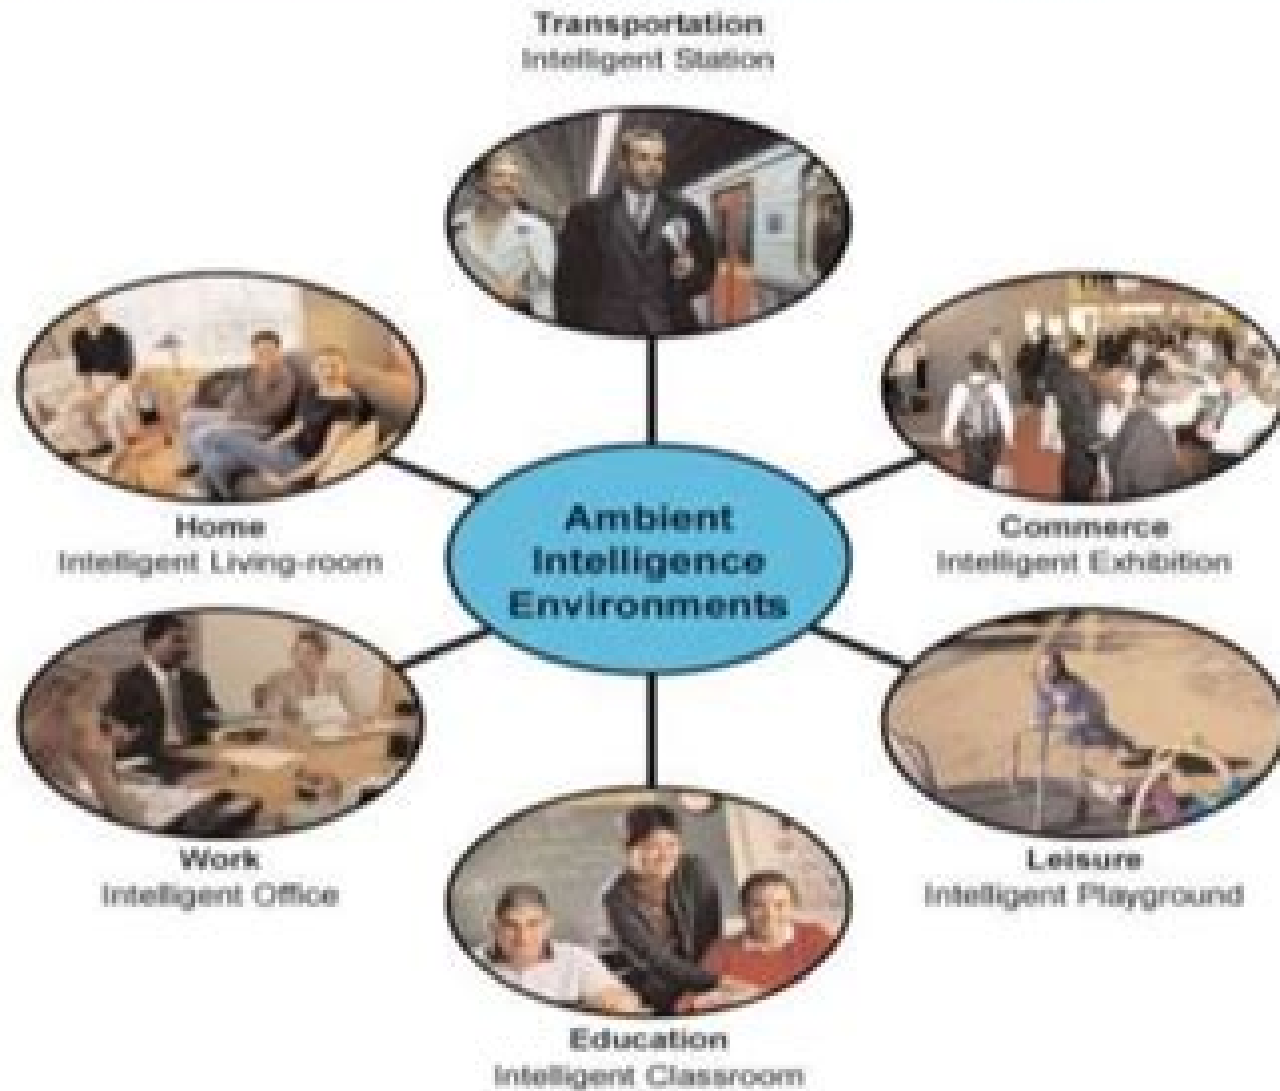 Transportation
Intelligent Station
Home
Intelligent Living-room
Commerce
Intelligent Exhibition
Ambient
Intelligence
Environments
Work
Intelligent Office
Leisure
Intelligent Playground
Education
Intelligent Classroom